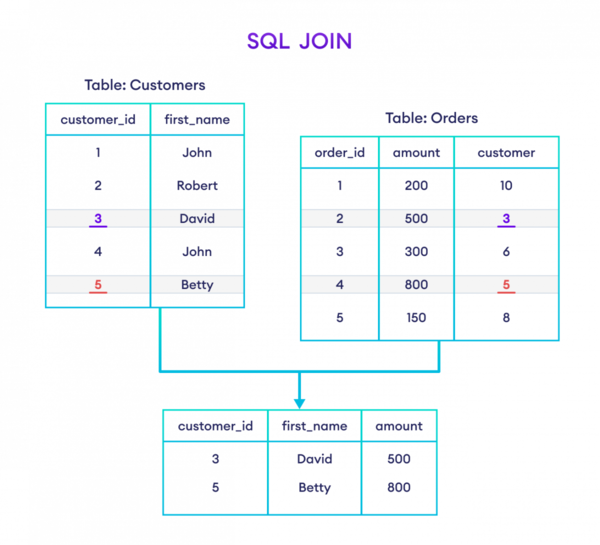 SQL JOIN
Table: Customers
customer_id first_name
1 John
2 Robert
3 David
4 John
5 Betty
Table: Orders
order_id amount customer
1 200 10
2 500 3
3 300 6
4 800 5
5 150 8
customer_id first_name amount
3 David 500
5 Betty 800